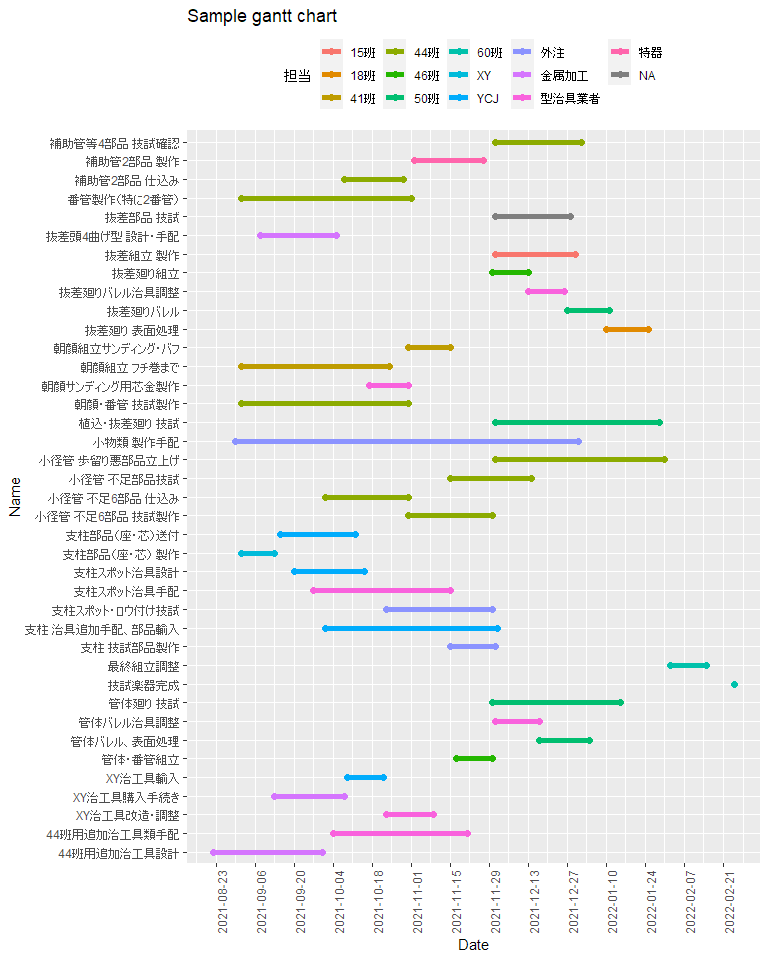 Sample gantt chart
担当
15班
18班
41班
44班
46班
50班
60班
XY
YCJ
外注
金属加工
型治具業者
特器
NA
補助管等4部品 技試確認
補助管2部品 製作
補助管2部品 仕込み
番管製作(特に2番管)
抜差部品 技試
抜差頭4曲げ型 設計・手配
抜差組立 製作
抜差廻り組立
抜差廻りバレル治具調整
抜差廻りバレル
抜差廻り 表面処理
朝顔組立サンディング・バフ
朝顔組立 フチ巻まで
朝顔サンディング用芯金製作
朝顔・番管 技試製作
植込・抜差廻り 技試
小物類 製作手配
小径管 歩留り悪部品立上げ
小径管 不足部品技試
小径管 不足6部品 仕込み
小径管 不足6部品 技試製作
支柱部品(座・芯)送付
支柱部品(座・芯) 製作
支柱スポット治具設計
支柱スポット治具手配
支柱スポット・ロウ付け技試
支柱 治具追加手配、部品輸入
支柱 技試部品製作
最終組立調整
技試楽器完成
管体廻り 技試
管体バレル治具調整
管体バレル、表面処理
管体・番管組立
XY治工具輸入
XY治工具購入手続き
XY治工具改造・調整
44班用追加治工具類手配
44班用追加治工具設計
Name
2021-08-23
2021-09-06
2021-09-20
2021-10-04
2021-10-18
2021-11-01
2021-11-15
2021-11-29
2021-12-13
2021-12-27
2022-01-10
2022-01-24
2022-02-07
2022-02-21
Date